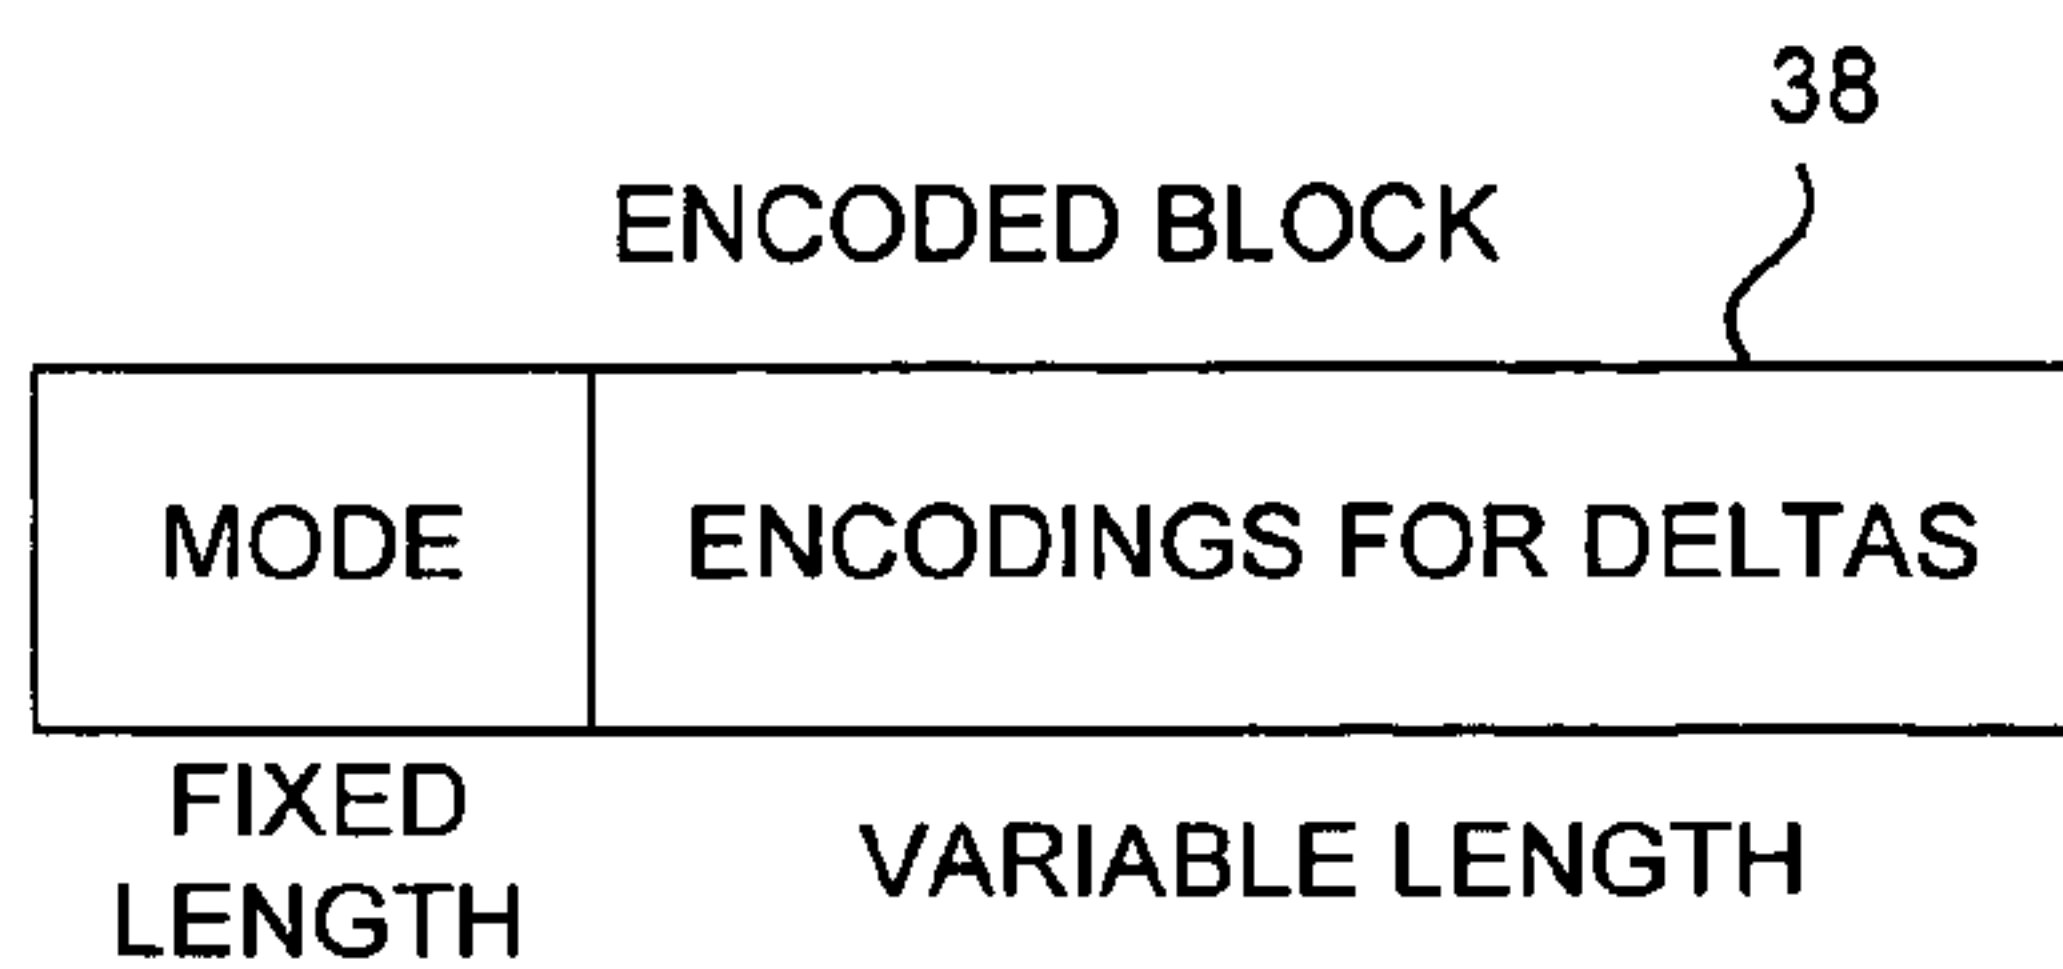 38
ENCODED BLOCK
MODE
ENCODINGS FOR DELTAS
FIXED
LENGTH
VARIABLE LENGTH